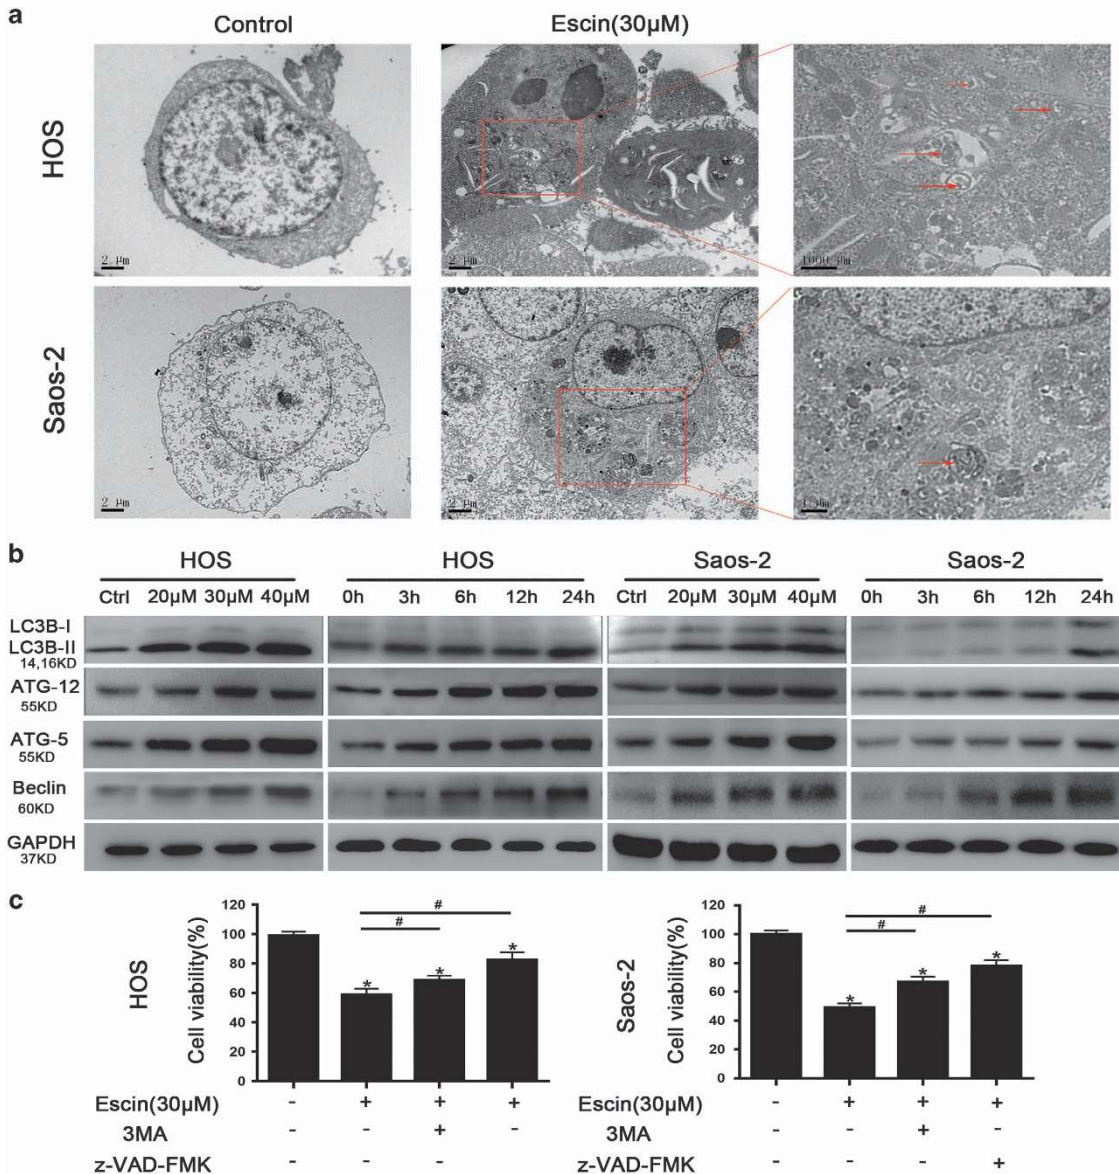 a
Control
Escin(30μM)
HOS
2 μm
2 μm
1000 μm
Saos-2
2 μm
2 μm
1 μm
b
HOS HOS Saos-2 Saos-2
Ctrl 20μM 30μM 40μM 0h 3h 6h 12h 24h Ctrl 20μM 30μM 40μM 0h 3h 6h 12h 24h
LC3B-I
LC3B-II
14,16KD
ATG-12
55KD
ATG-5
55KD
Beclin
60KD
GAPDH
37KD
c
HOS
Cell viability(%)
120
100
80
60
40
20
0
#
#
* * *
Saos-2
Cell viability(%)
120
100
80
60
40
20
0
#
#
* * *
Escin(30μM) - + + + Escin(30μM) - + + +
3MA - - + - 3MA - - + -
z-VAD-FMK - - - z-VAD-FMK - - - +